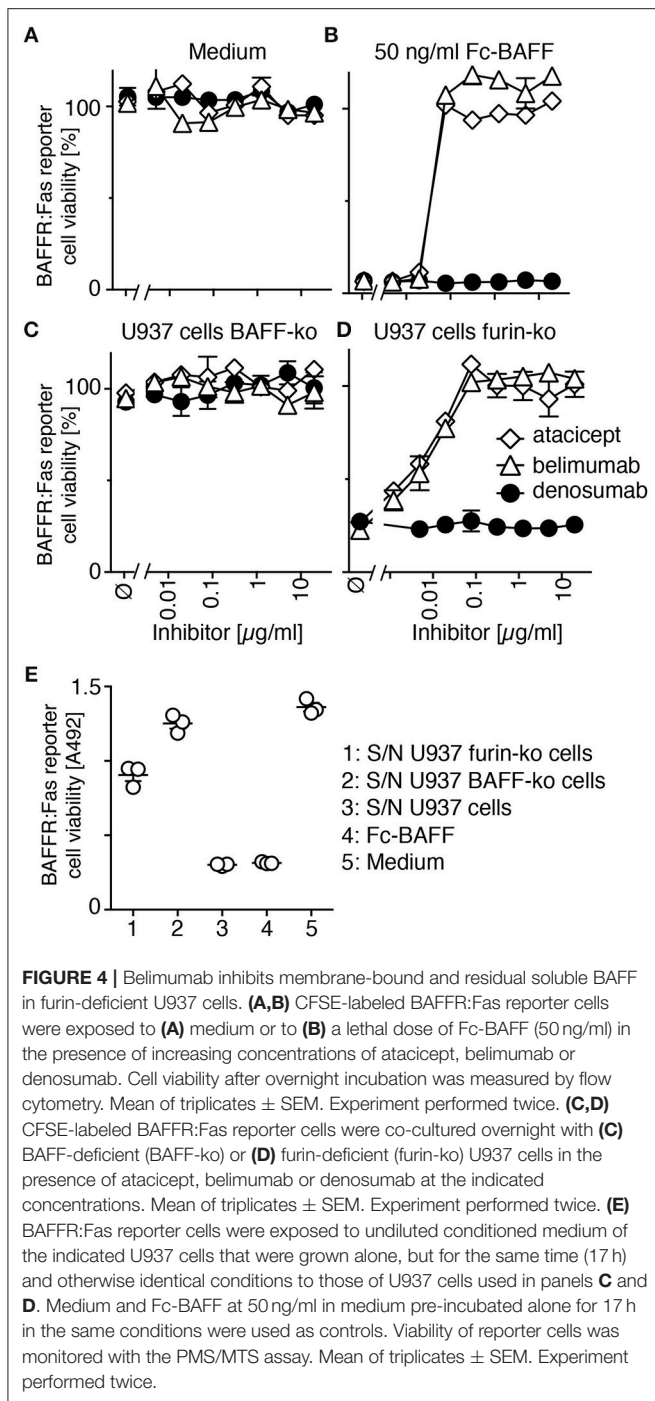 A
Medium
BAFFR:Fas reporter
cell viability [%]
100
0
B
50 ng/ml Fc-BAFF
C
U937 cells BAFF-ko
BAFFR:Fas reporter
cell viability [%]
100
0
Ø
0.01
0.1
1
10
Inhibitor [µg/ml]
D
U937 cells furin-ko
atacicept
belimumab
denosumab
Ø
0.01
0.1
1
10
Inhibitor [µg/ml]
E
BAFFR:Fas reporter
cell viability [A492]
1.5
0
1 2 3 4 5
1: S/N U937 furin-ko cells
2: S/N U937 BAFF-ko cells
3: S/N U937 cells
4: Fc-BAFF
5: Medium
FIGURE 4 | Belimumab inhibits membrane-bound and residual soluble BAFF
in furin-deficient U937 cells. (A,B) CFSE-labeled BAFFR:Fas reporter cells
were exposed to (A) medium or to (B) a lethal dose of Fc-BAFF (50 ng/ml) in
the presence of increasing concentrations of atacicept, belimumab or
denosumab. Cell viability after overnight incubation was measured by flow
cytometry. Mean of triplicates ± SEM. Experiment performed twice. (C,D)
CFSE-labeled BAFFR:Fas reporter cells were co-cultured overnight with (C)
BAFF-deficient (BAFF-ko) or (D) furin-deficient (furin-ko) U937 cells in the
presence of atacicept, belimumab or denosumab at the indicated
concentrations. Mean of triplicates ± SEM. Experiment performed twice. (E)
BAFFR:Fas reporter cells were exposed to undiluted conditioned medium of
the indicated U937 cells that were grown alone, but for the same time (17 h)
and otherwise identical conditions to those of U937 cells used in panels C and
D. Medium and Fc-BAFF at 50 ng/ml in medium pre-incubated alone for 17 h
in the same conditions were used as controls. Viability of reporter cells was
monitored with the PMS/MTS assay. Mean of triplicates ± SEM. Experiment
performed twice.